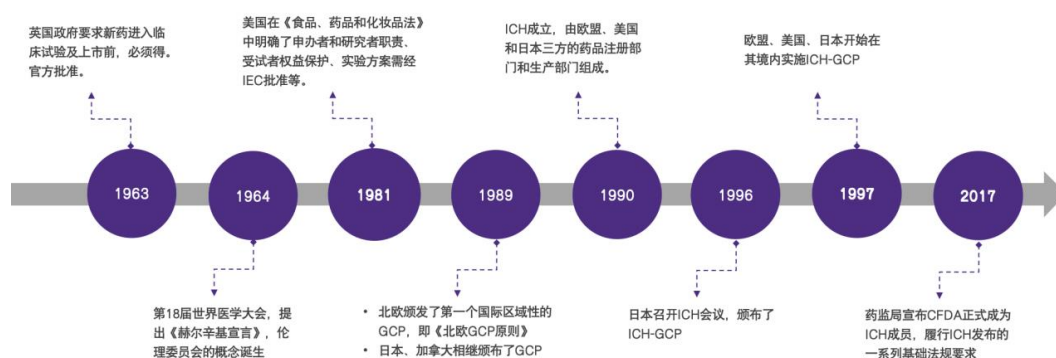 英国政府要求新药进入临
床试验及上市前，必须得。
官方批准。
美国在《食品、药品和化妆品法》
中明确了申办者和研究者职责、
受试者权益保护、实验方案需经
IEC批准等。
ICH成立，由欧盟、美国
和日本三方的药品注册部
门和生产部门组成。
欧盟、美国、日本开始在
其境内实施ICH-GCP
1963
1964
1981
1989
1990
1996
1997
2017
第18届世界医学大会，提
出《赫尔辛基宣言》，伦
理委员会的概念诞生
• 北欧颁发了第一个国际区域性的
GCP，即《北欧GCP原则》
• 日本、加拿大相继颁布了GCP
日本召开ICH会议，颁布了
ICH-GCP
药监局宣布CFDA正式成为
ICH成员，履行ICH发布的
一系列基础法规要求